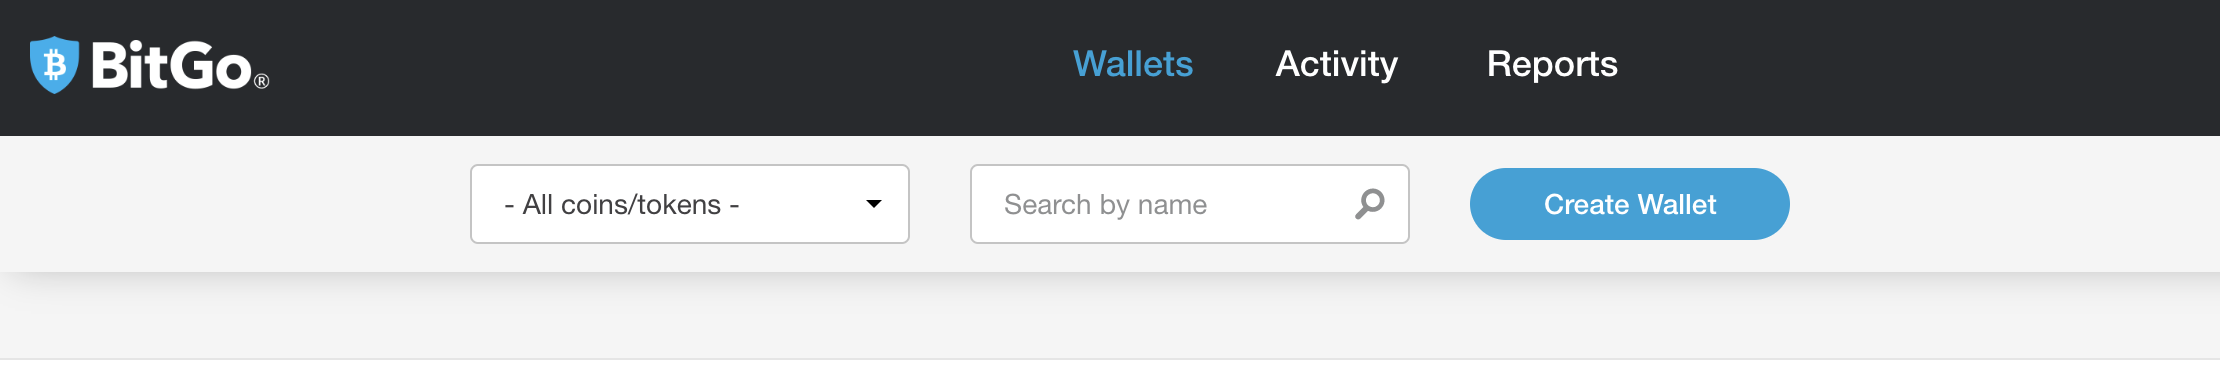 BitGo®
Wallets Activity Reports
- All coins/tokens - Search by name Create Wallet